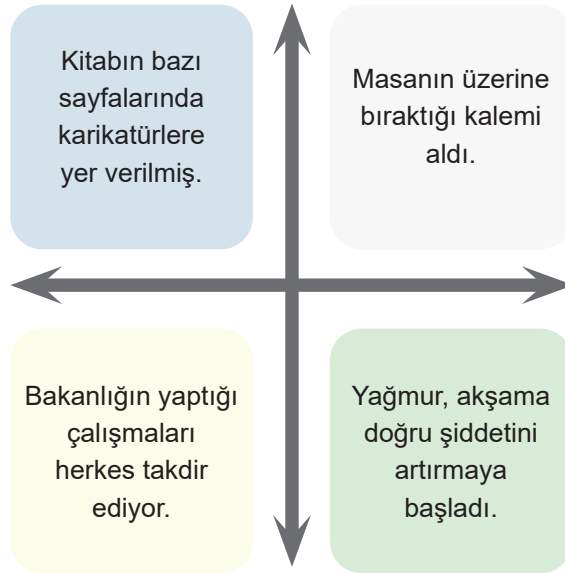 Kitabın bazı
sayfalarında
karikatürlere
yer verilmiş.
Masanın üzerine
bıraktığı kalemi
aldı.
Bakanlığın yaptığı
çalışmaları
herkes takdir
ediyor.
Yağmur, akşama
doğru şiddetini
artırmaya
başladı.